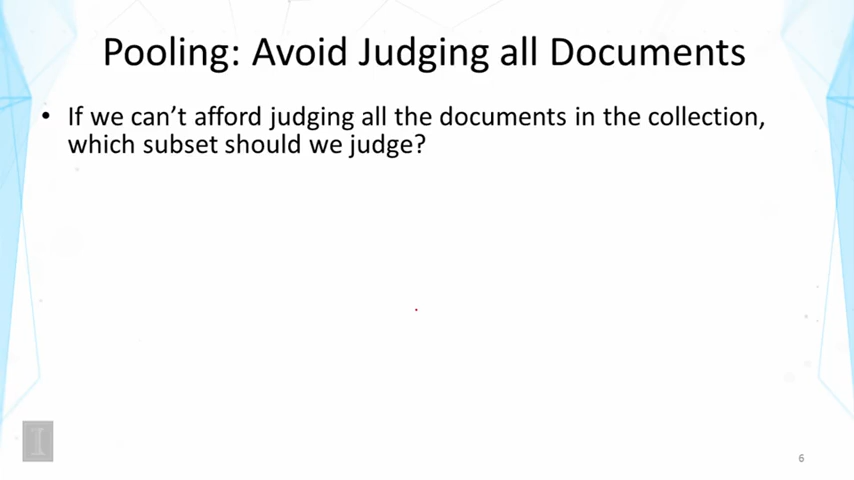 Pooling: Avoid Judging all Documents
• If we can’t afford judging all the documents in the collection,
which subset should we judge?
I
6